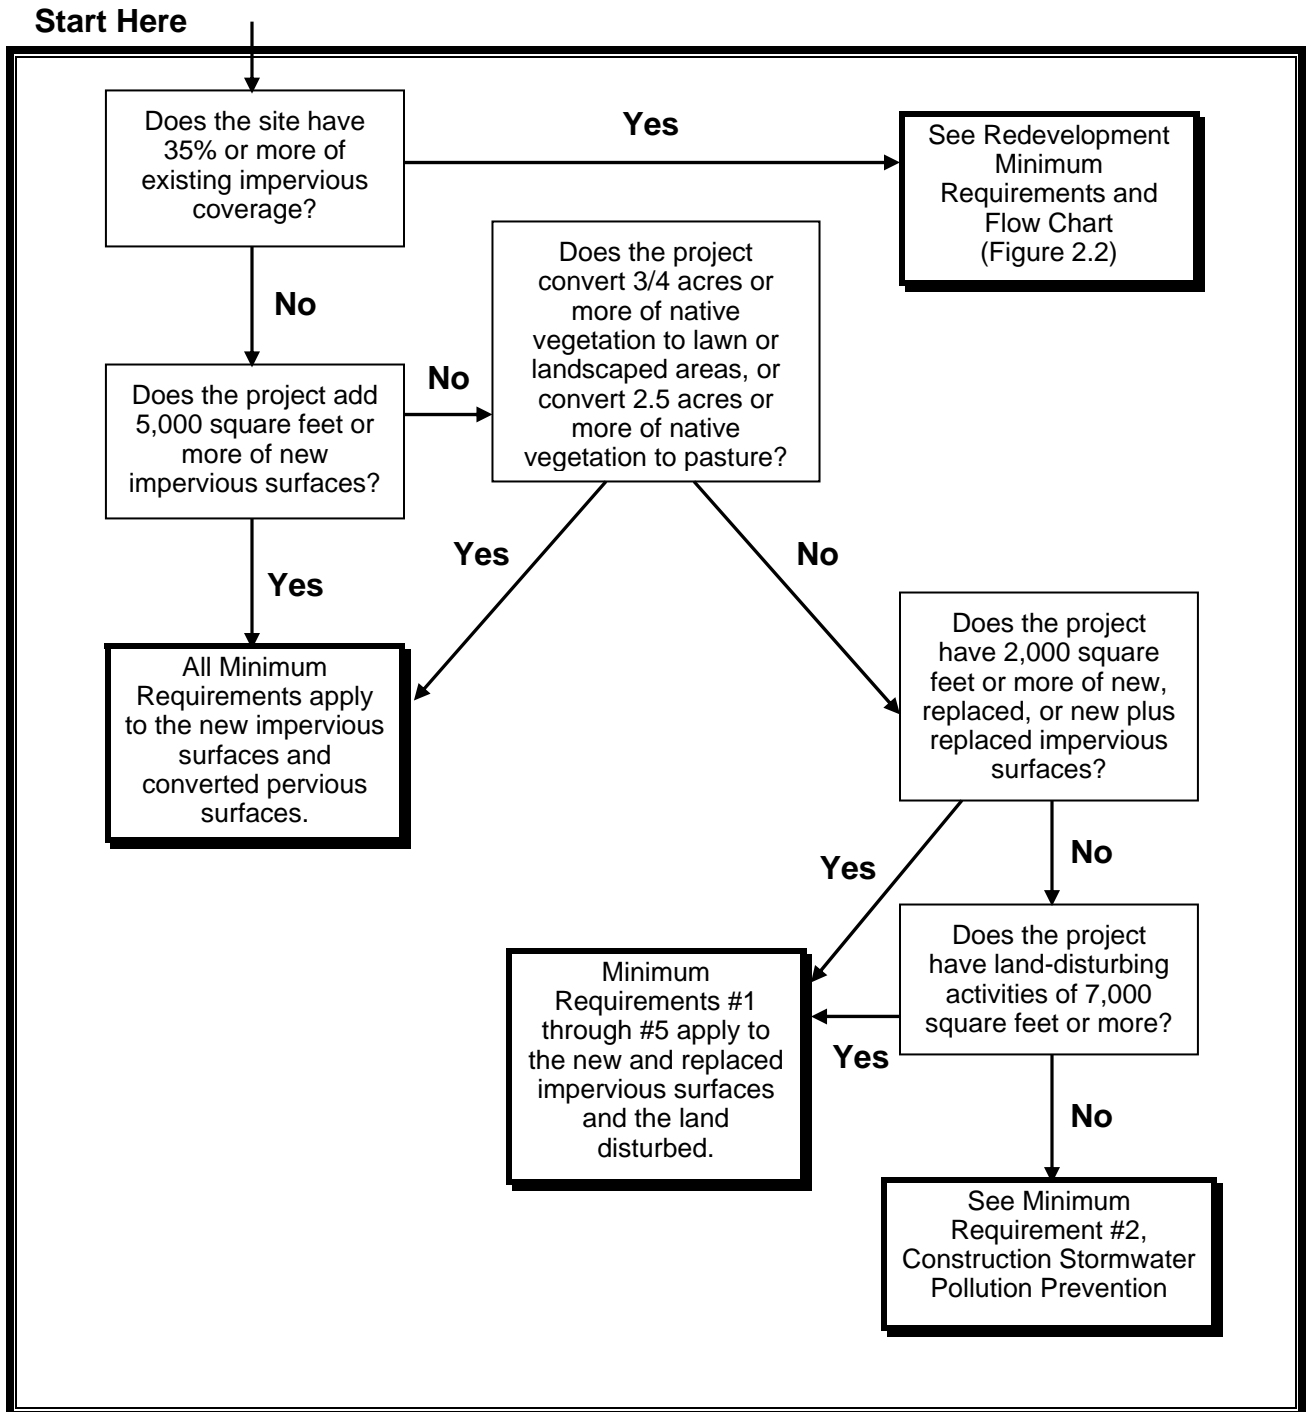 Start Here
Does the site have
35% or more of
existing impervious
coverage?
Yes
See Redevelopment
Minimum
Requirements and
Flow Chart
(Figure 2.2)
No
Does the project add
5,000 square feet or
more of new
impervious surfaces?
No
Does the project
convert 3/4 acres or
more of native
vegetation to lawn or
landscaped areas, or
convert 2.5 acres or
more of native
vegetation to pasture?
Yes
Yes
No
All Minimum
Requirements apply
to the new impervious
surfaces and
converted pervious
surfaces.
Does the project
have 2,000 square
feet or more of new,
replaced, or new plus
replaced impervious
surfaces?
Yes
No
Does the project
have land-disturbing
activities of 7,000
square feet or more?
Yes
Minimum
Requirements #1
through #5 apply to
the new and replaced
impervious surfaces
and the land
disturbed.
No
See Minimum
Requirement #2,
Construction Stormwater
Pollution Prevention